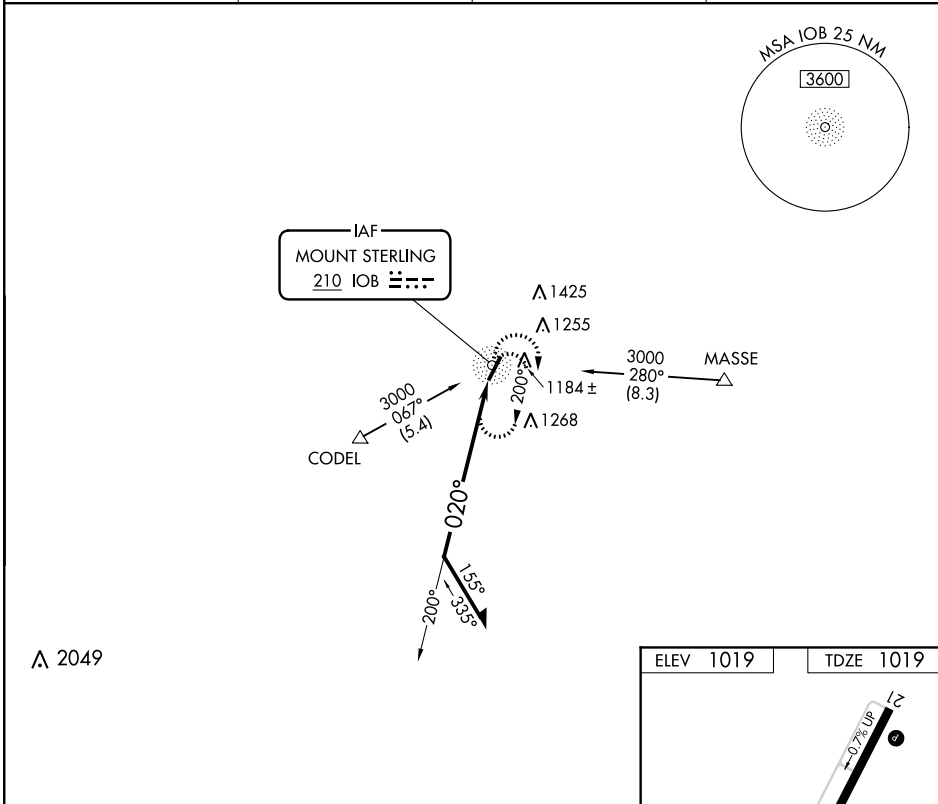 MSA IOB 25 NM
3600
IAF
MOUNT STERLING
210 IOB
1425
1255
3000
280°
(8.3)
MASSE
1184 ±
200°
1268
3000
067°
(5.4)
CODEL
020°
155°
335°
200°
2049
ELEV 1019
TDZE 1019
21
0.7% UP
P